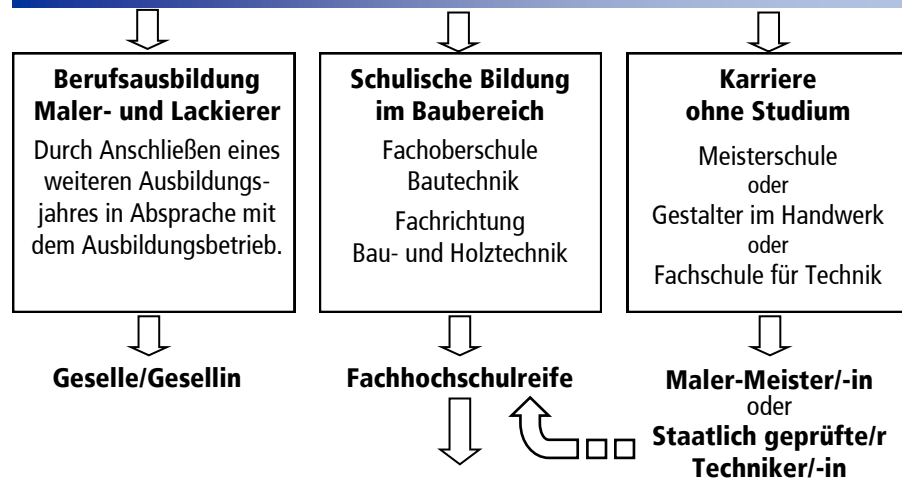 Berufsausbildung
Maler- und Lackierer
Durch Anschließen eines
weiteren Ausbildungs-
jahres in Absprache mit
dem Ausbildungsbetrieb.
Geselle/Gesellin
Schulische Bildung
im Baubereich
Fachoberschule
Bautechnik
Fachrichtung
Bau- und Holztechnik
Fachhochschulreife
Karriere
ohne Studium
Meisterschule
oder
Gestalter im Handwerk
oder
Fachschule für Technik
Maler-Meister/-in
oder
Staatlich geprüfte/r
Techniker/-in